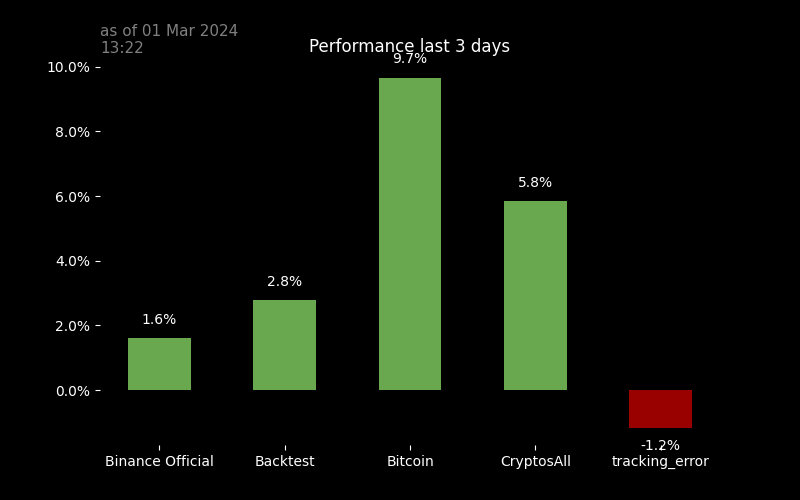 as of 01 Mar 2024
13:22
Performance last 3 days
10.0%
8.0%
6.0%
4.0%
2.0%
0.0%
1.6%
2.8%
9.7%
5.8%
-1.2%
Binance Official
Backtest
Bitcoin
CryptosAll
tracking_error